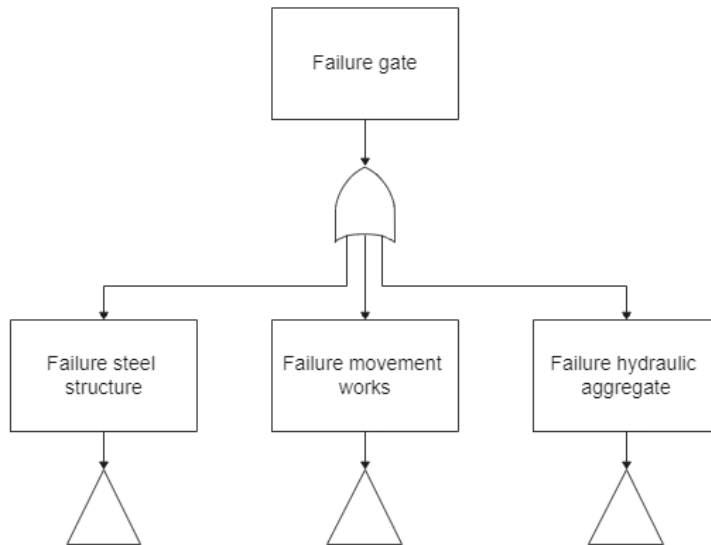 Failure gate
Failure steel
structure
Failure movement
works
Failure hydraulic
aggregate